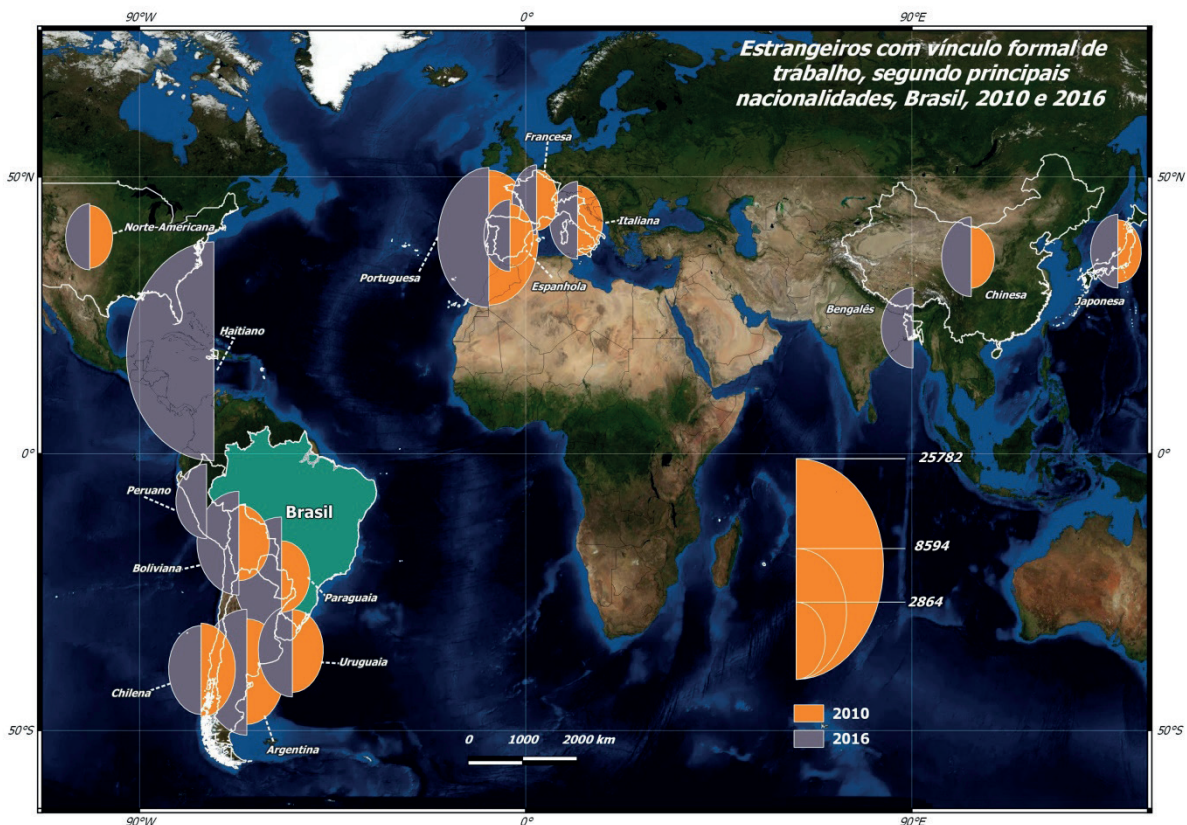 90°W
0°
90°E
Estrangeiros com vínculo formal de
trabalho, segundo principais
nacionalidades, Brasil, 2010 e 2016
Francesa
50°N
50°N
Norte-Americana
Italiana
Portuguesa
Espanhola
Chinesa
Japonesa
Bengalês
Haitiano
0°
0°
25782
Peruano
Brasil
8594
Boliviana
Paraguaia
2864
Uruguaia
Chilena
Argentina
2010
2016
50°S
50°S
0 1000 2000 km
90°W
0°
90°E